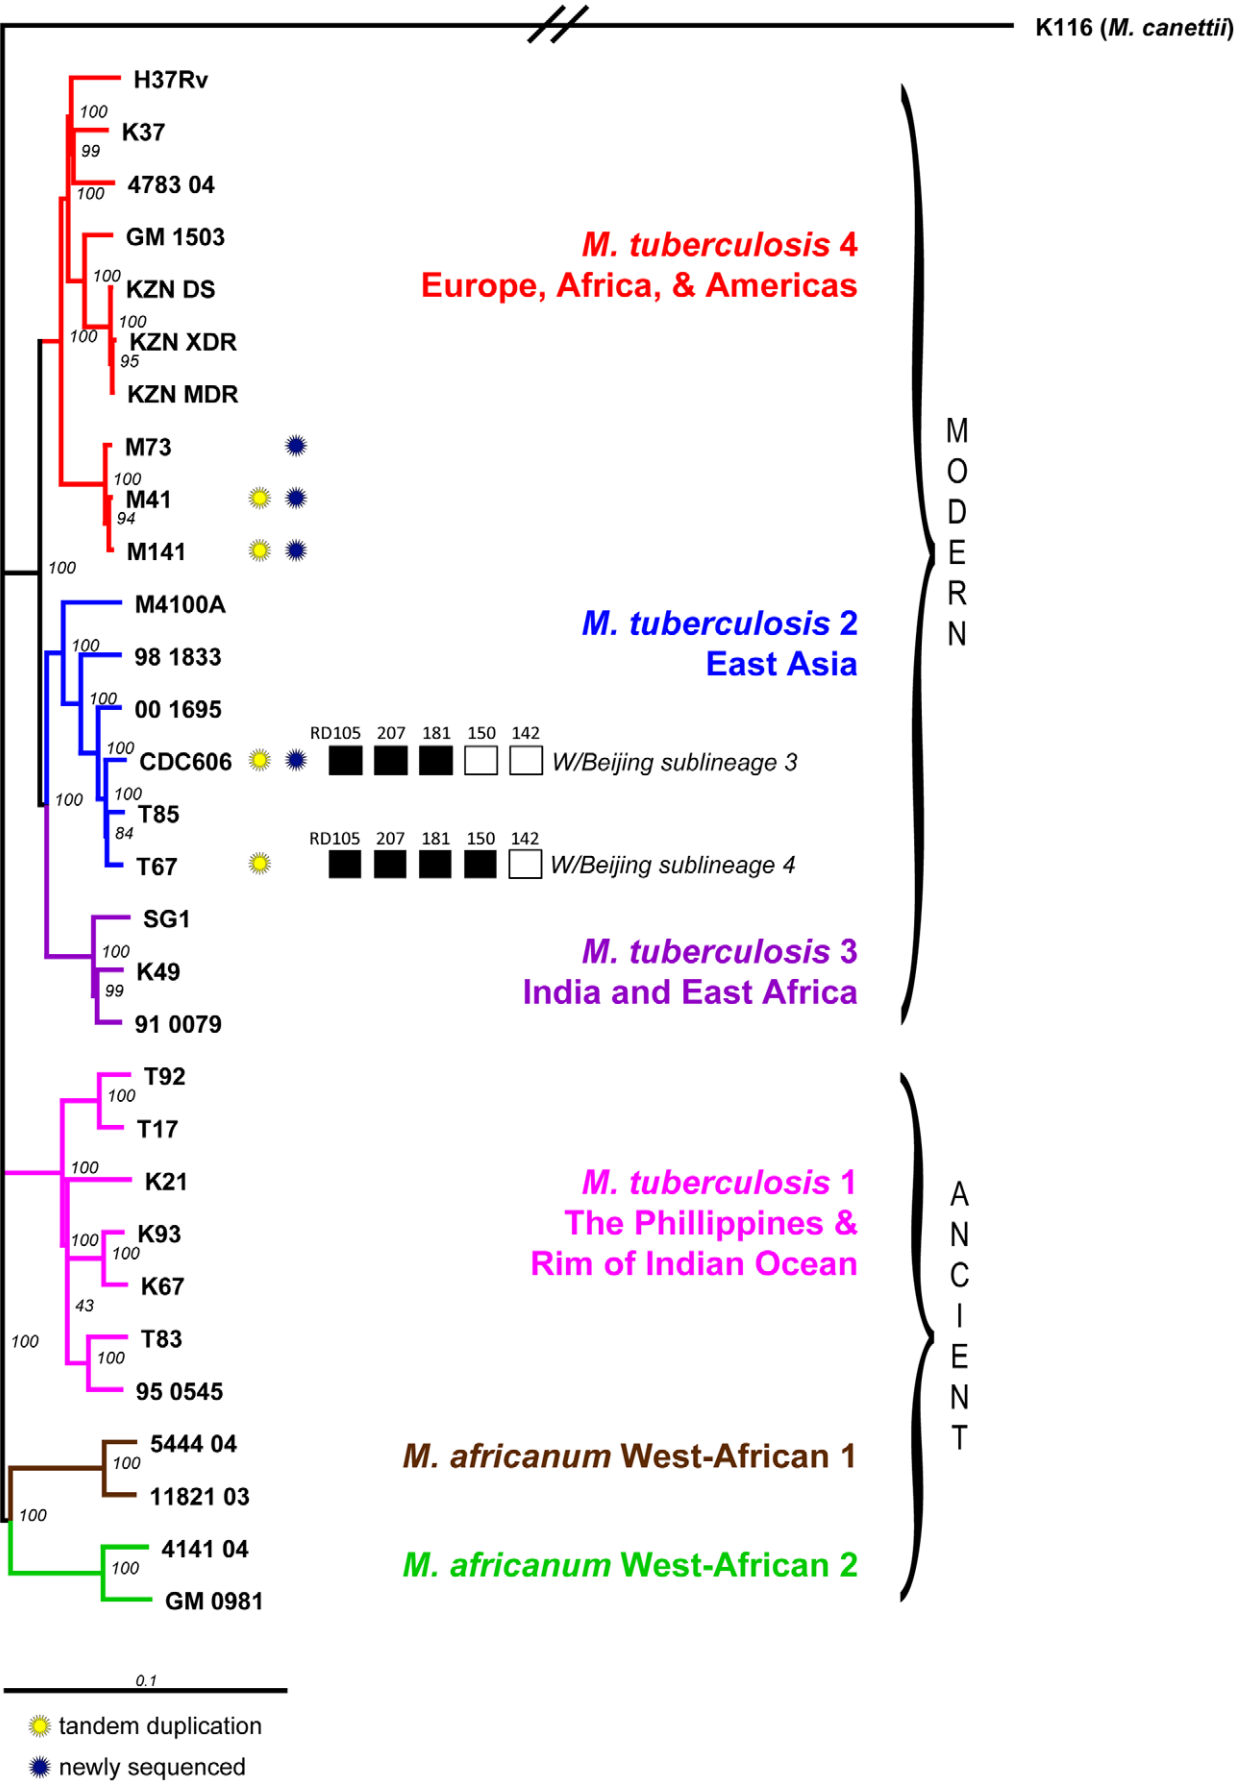 K116 (M. canettii)
H37Rv
100
K37
99
4783 04
100
GM 1503
M. tuberculosis 4
Europe, Africa, & Americas
100
KZN DS
100
100
KZN XDR
95
KZN MDR
M73
100
M41
94
M141
100
MODERN
M4100A
M. tuberculosis 2
East Asia
100
98 1833
100
00 1695
RD105 207 181 150 142
100
CDC606
W/Beijing sublineage 3
100
100
T85
84
RD105 207 181 150 142
T67
W/Beijing sublineage 4
SG1
100
M. tuberculosis 3
India and East Africa
K49
99
91 0079
T92
100
T17
100
K21
M. tuberculosis 1
The Phillippines &
Rim of Indian Ocean
K93
100
100
K67
43
T83
100
100
95 0545
ANCIENT
5444 04
100
M. africanum West-African 1
11821 03
100
4141 04
100
M. africanum West-African 2
GM 0981
0.1
tandem duplication
newly sequenced